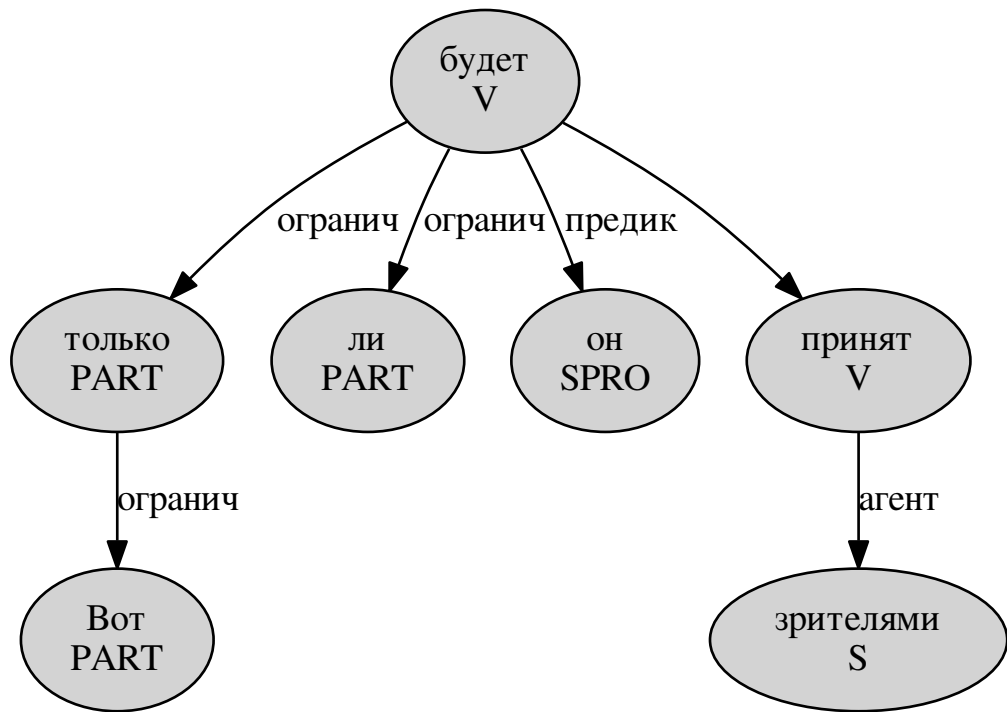 будет
V
огранич
огранич
предик
только
PART
ли
PART
он
SPRO
принят
V
огранич
агент
Вот
PART
зрителями
S